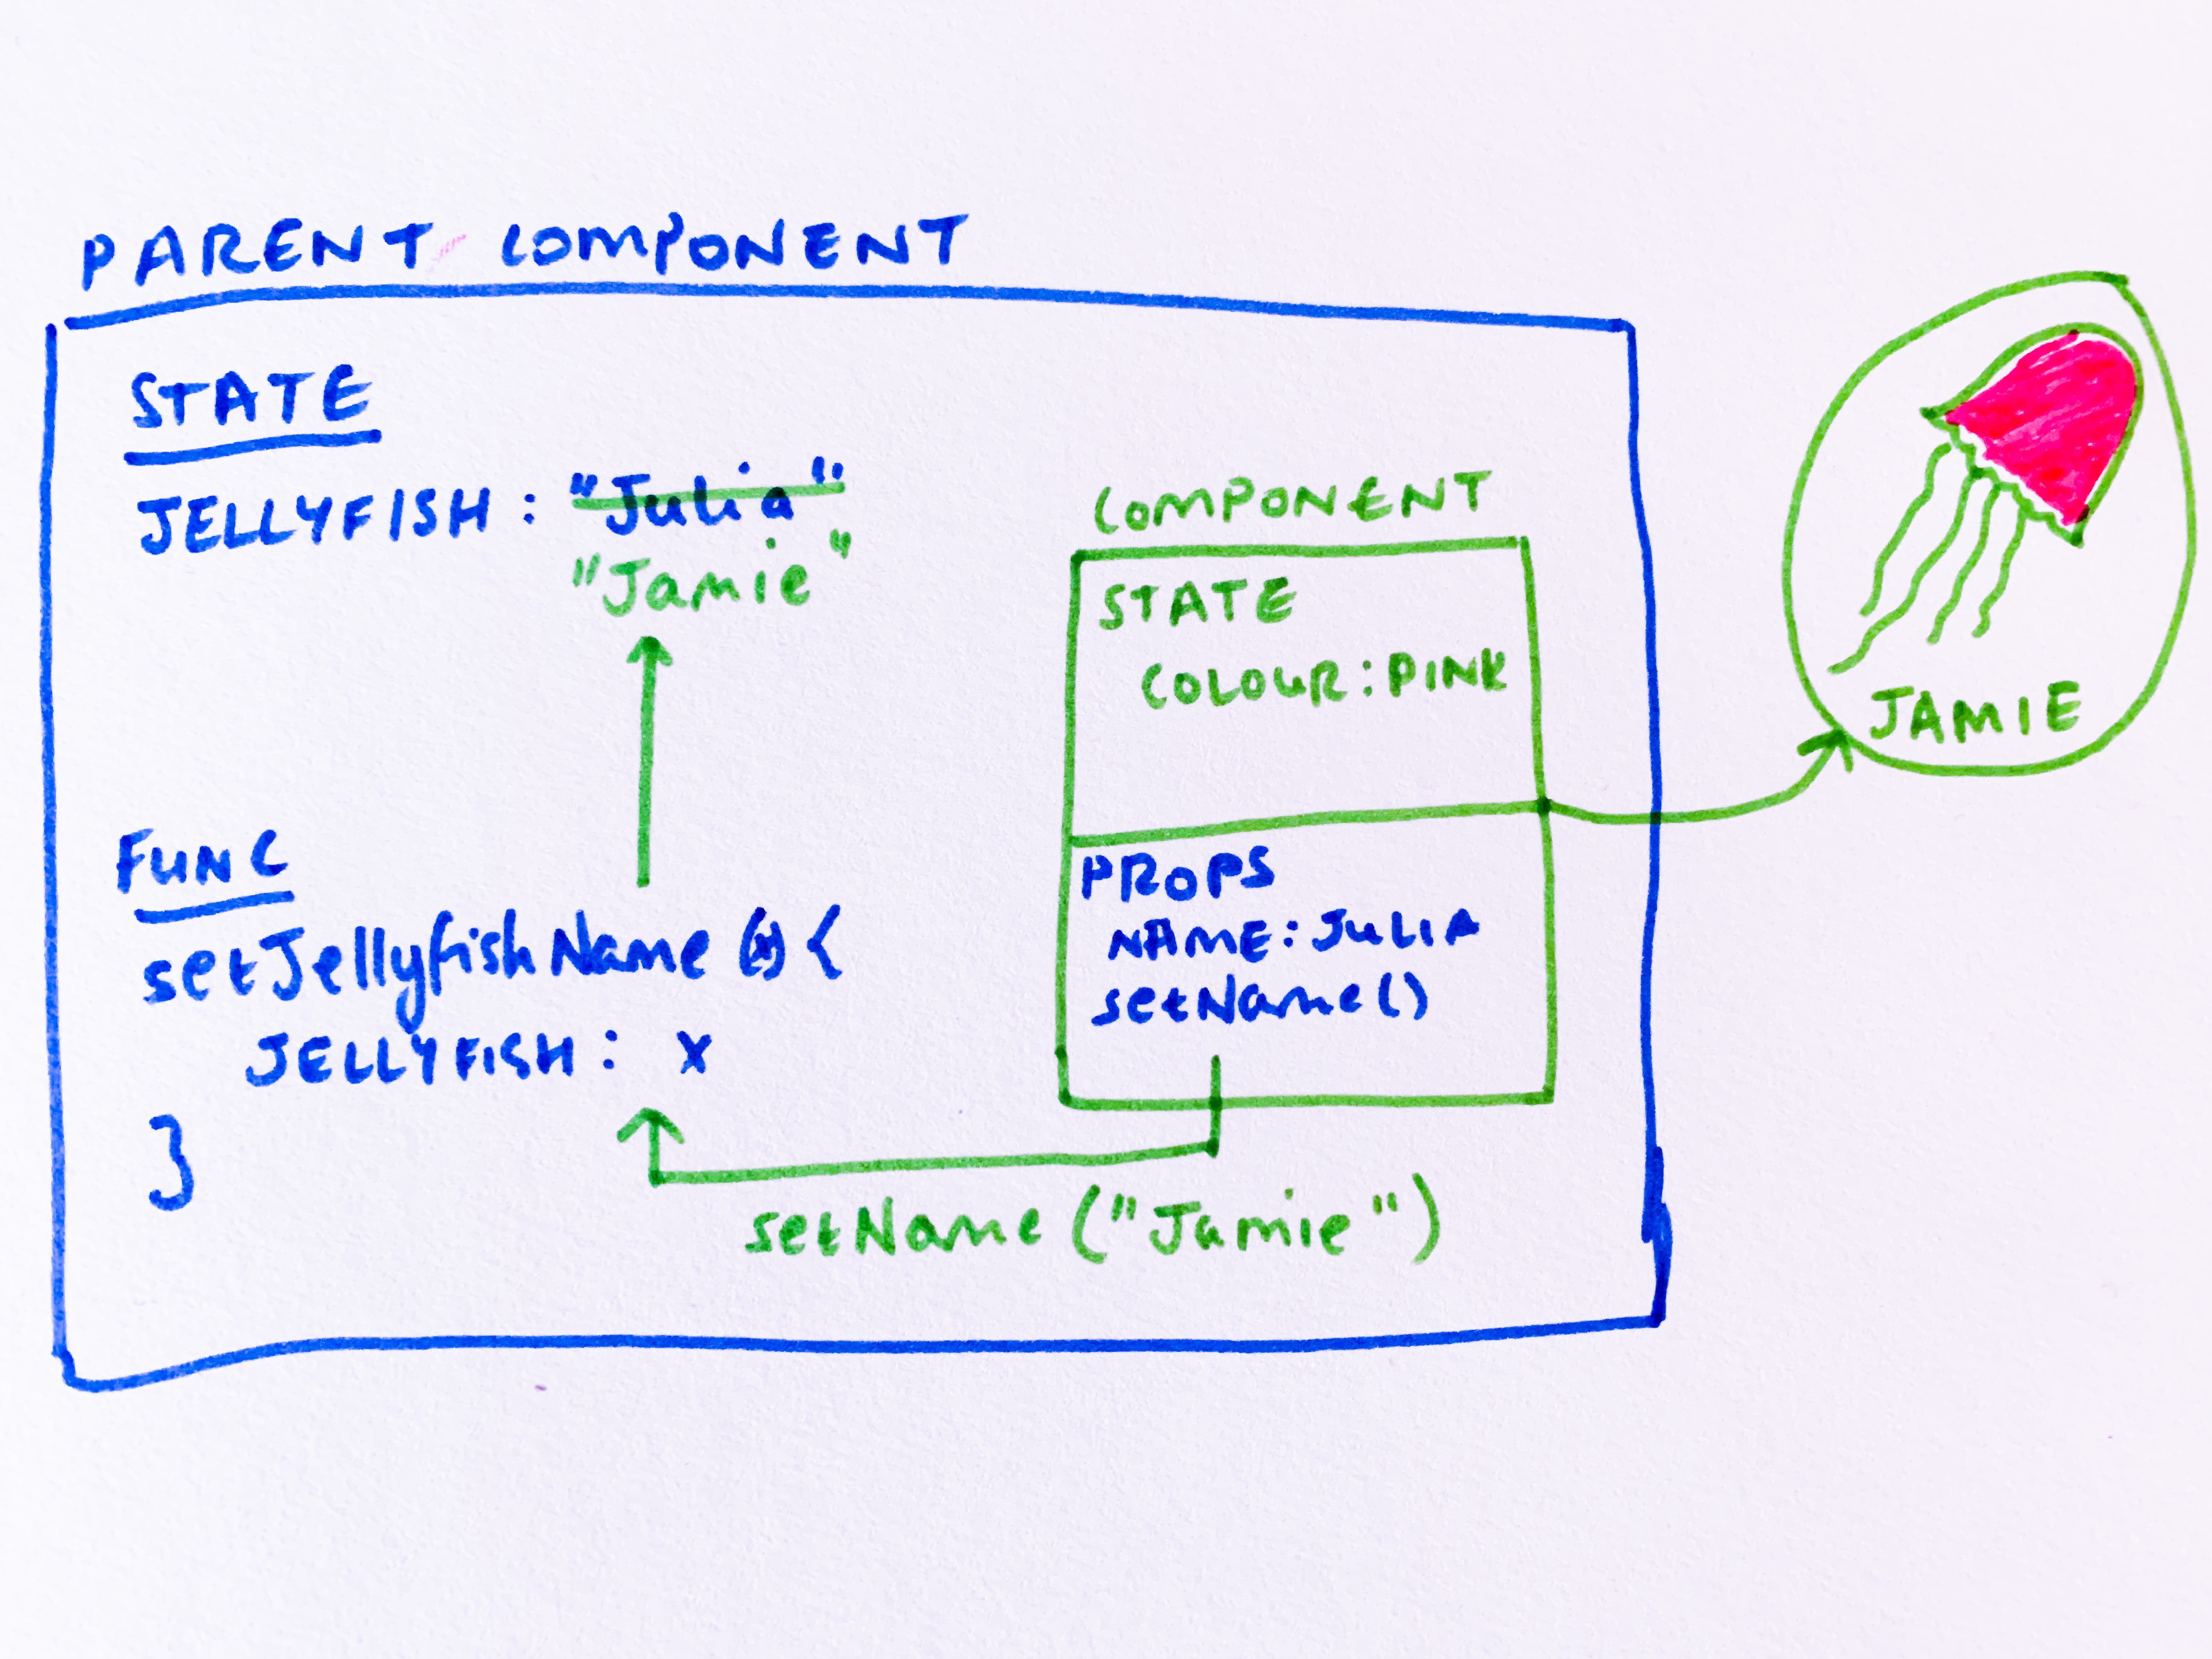 PARENT COMPONENT
STATE
JELLYFISH: "Julia"
"Jamie"
FUNC
setJellyfishName(x){
JELLYFISH: x
}
COMPONENT
STATE
COLOUR: PINK
PROPS
NAME: JULIA
setName()
setName("Jamie")
JAMIE